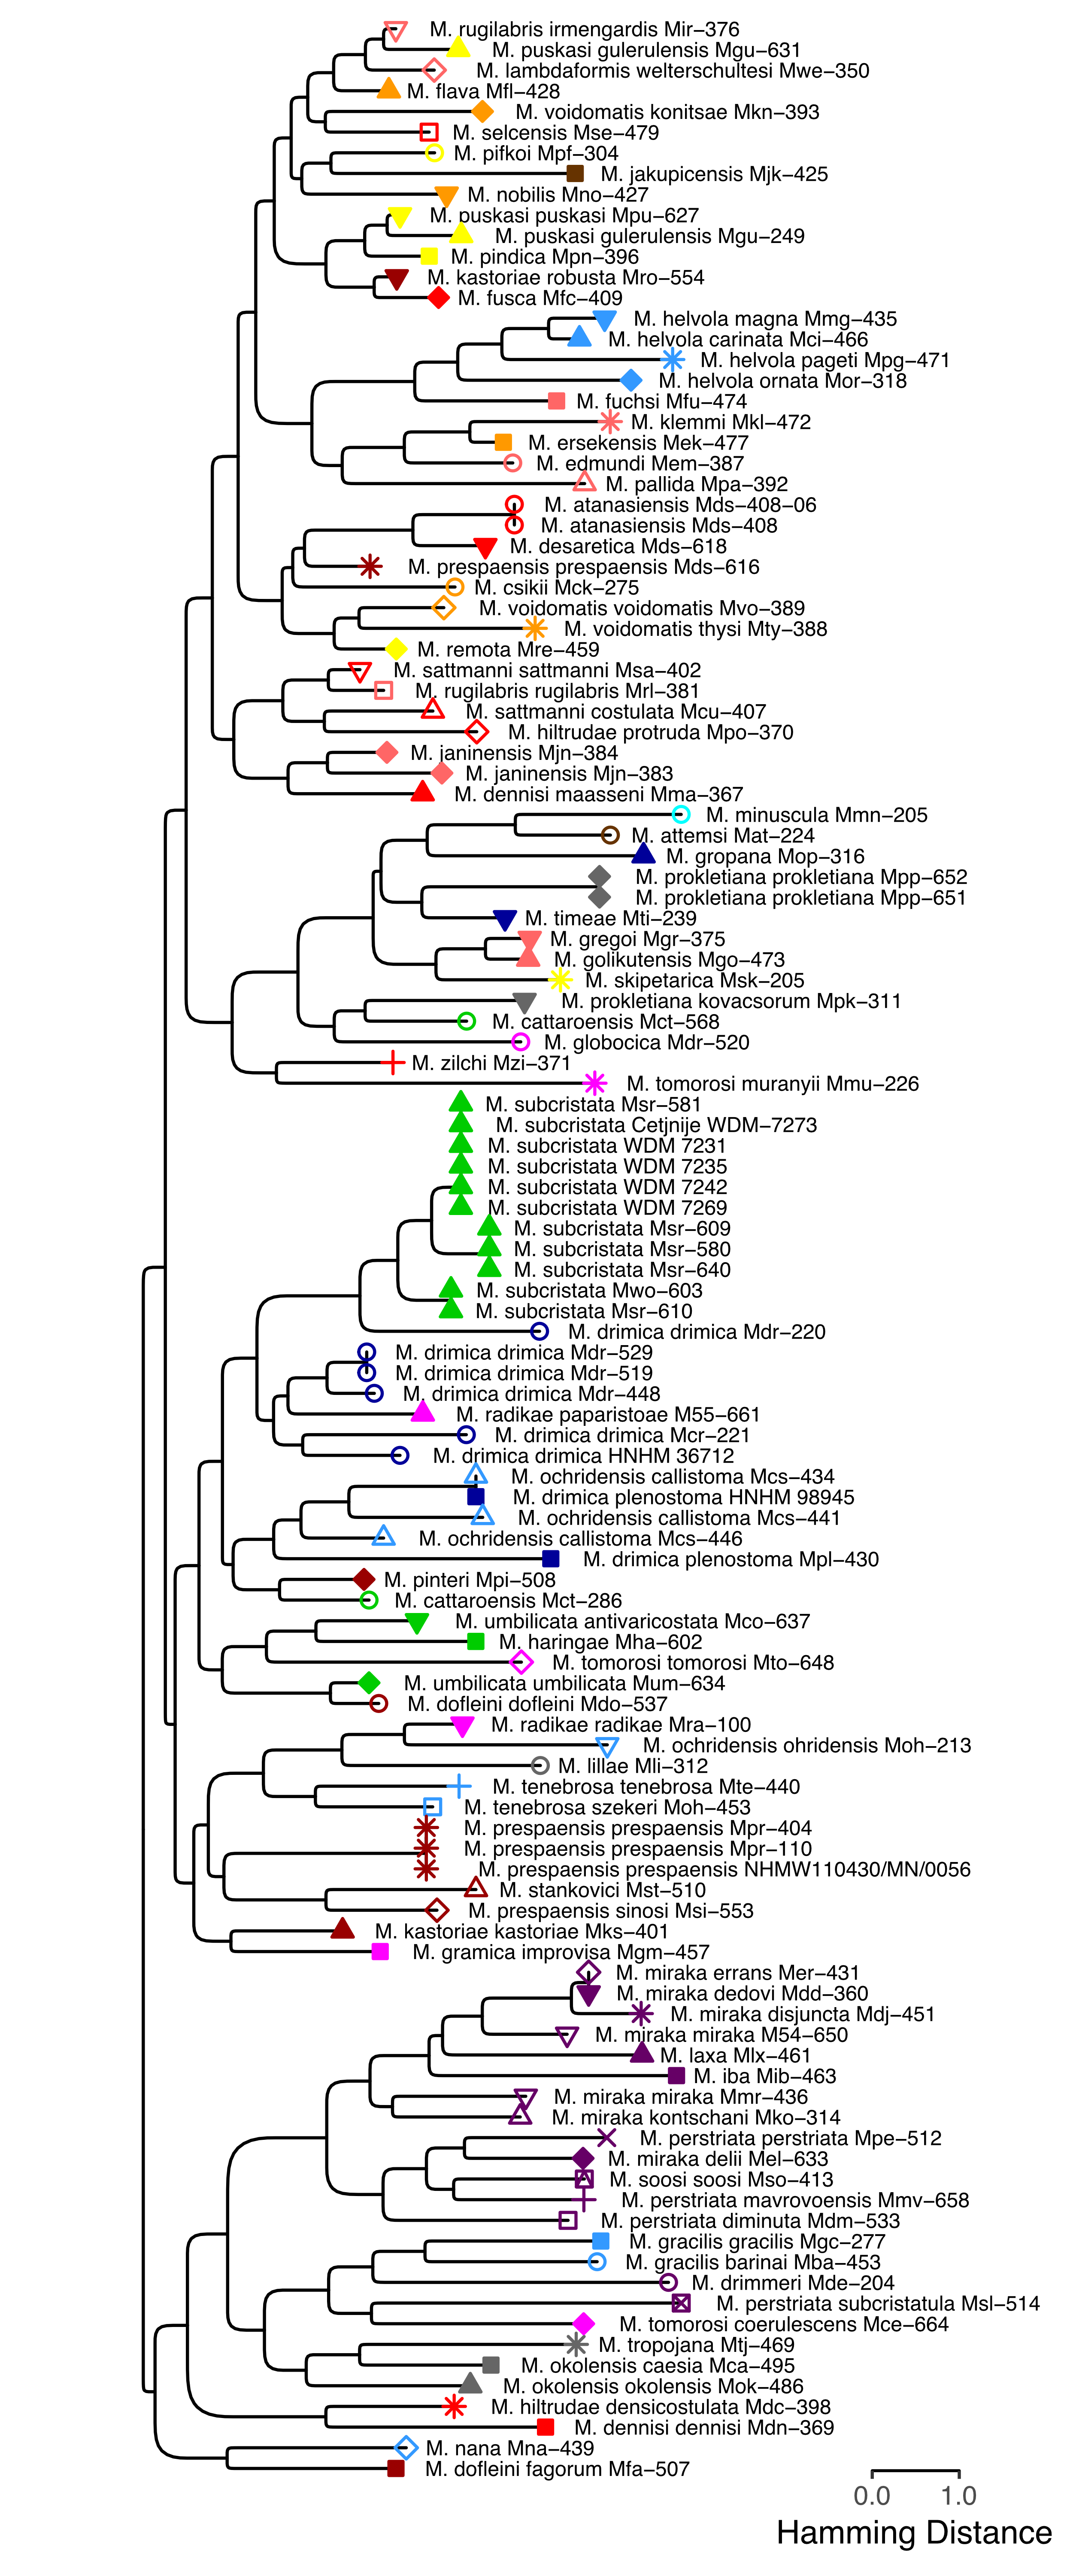 M. rugilabris irmengardis Mir−376
M. puskasi gulerulensis Mgu−631
M. lambdaformis welterschultesi Mwe−350
M. flava Mfl−428
M. voidomatis konitsae Mkn−393
M. selcensis Mse−479
M. pifkoi Mpf−304
M. jakupicensis Mjk−425
M. nobilis Mno−427
M. puskasi puskasi Mpu−627
M. puskasi gulerulensis Mgu−249
M. pindica Mpn−396
M. kastoriae robusta Mro−554
M. fusca Mfc−409
M. helvola magna Mmg−435
M. helvola carinata Mci−466
M. helvola pageti Mpg−471
M. helvola ornata Mor−318
M. fuchsi Mfu−474
M. klemmi Mkl−472
M. ersekensis Mek−477
M. edmundi Mem−387
M. pallida Mpa−392
M. atanasiensis Mds−408−06
M. atanasiensis Mds−408
M. desaretica Mds−618
M. prespaensis prespaensis Mds−616
M. csikii Mck−275
M. voidomatis voidomatis Mvo−389
M. voidomatis thysi Mty−388
M. remota Mre−459
M. sattmanni sattmanni Msa−402
M. rugilabris rugilabris Mrl−381
M. sattmanni costulata Mcu−407
M. hiltrudae protruda Mpo−370
M. janinensis Mjn−384
M. janinensis Mjn−383
M. dennisi maasseni Mma−367
M. minuscula Mmn−205
M. attemsi Mat−224
M. gropana Mop−316
M. prokletiana prokletiana Mpp−652
M. prokletiana prokletiana Mpp−651
M. timeae Mti−239
M. gregoi Mgr−375
M. golikutensis Mgo−473
M. skipetarica Msk−205
M. prokletiana kovacsorum Mpk−311
M. cattaroensis Mct−568
M. globocica Mdr−520
M. zilchi Mzi−371
M. tomorosi muranyii Mmu−226
M. subcristata Msr−581
M. subcristata Cetjnije WDM−7273
M. subcristata WDM 7231
M. subcristata WDM 7235
M. subcristata WDM 7242
M. subcristata WDM 7269
M. subcristata Msr−609
M. subcristata Msr−580
M. subcristata Msr−640
M. subcristata Mwo−603
M. subcristata Msr−610
M. drimica drimica Mdr−220
M. drimica drimica Mdr−529
M. drimica drimica Mdr−519
M. drimica drimica Mdr−448
M. radikae paparistoae M55−661
M. drimica drimica Mcr−221
M. drimica drimica HNHM 36712
M. ochridensis callistoma Mcs−434
M. drimica plenostoma HNHM 98945
M. ochridensis callistoma Mcs−441
M. ochridensis callistoma Mcs−446
M. drimica plenostoma Mpl−430
M. pinteri Mpi−508
M. cattaroensis Mct−286
M. umbilicata antivaricostata Mco−637
M. haringae Mha−602
M. tomorosi tomorosi Mto−648
M. umbilicata umbilicata Mum−634
M. dofleini dofleini Mdo−537
M. radikae radikae Mra−100
M. ochridensis ohridensis Moh−213
M. lillae Mli−312
M. tenebrosa tenebrosa Mte−440
M. tenebrosa szekeri Moh−453
M. prespaensis prespaensis Mpr−404
M. prespaensis prespaensis Mpr−110
M. prespaensis prespaensis NHMW110430/MN/0056
M. stankovici Mst−510
M. prespaensis sinosi Msi−553
M. kastoriae kastoriae Mks−401
M. gramica improvisa Mgm−457
M. miraka errans Mer−431
M. miraka dedovi Mdd−360
M. miraka disjuncta Mdj−451
M. miraka miraka M54−650
M. laxa Mlx−461
M. iba Mib−463
M. miraka miraka Mmr−436
M. miraka kontschani Mko−314
M. perstriata perstriata Mpe−512
M. miraka delii Mel−633
M. soosi soosi Mso−413
M. perstriata mavrovoensis Mmv−658
M. perstriata diminuta Mdm−533
M. gracilis gracilis Mgc−277
M. gracilis barinai Mba−453
M. drimmeri Mde−204
M. perstriata subcristatula Msl−514
M. tomorosi coerulescens Mce−664
M. tropojana Mtj−469
M. okolensis caesia Mca−495
M. okolensis okolensis Mok−486
M. hiltrudae densicostulata Mdc−398
M. dennisi dennisi Mdn−369
M. nana Mna−439
M. dofleini fagorum Mfa−507
0.0 1.0
Hamming Distance